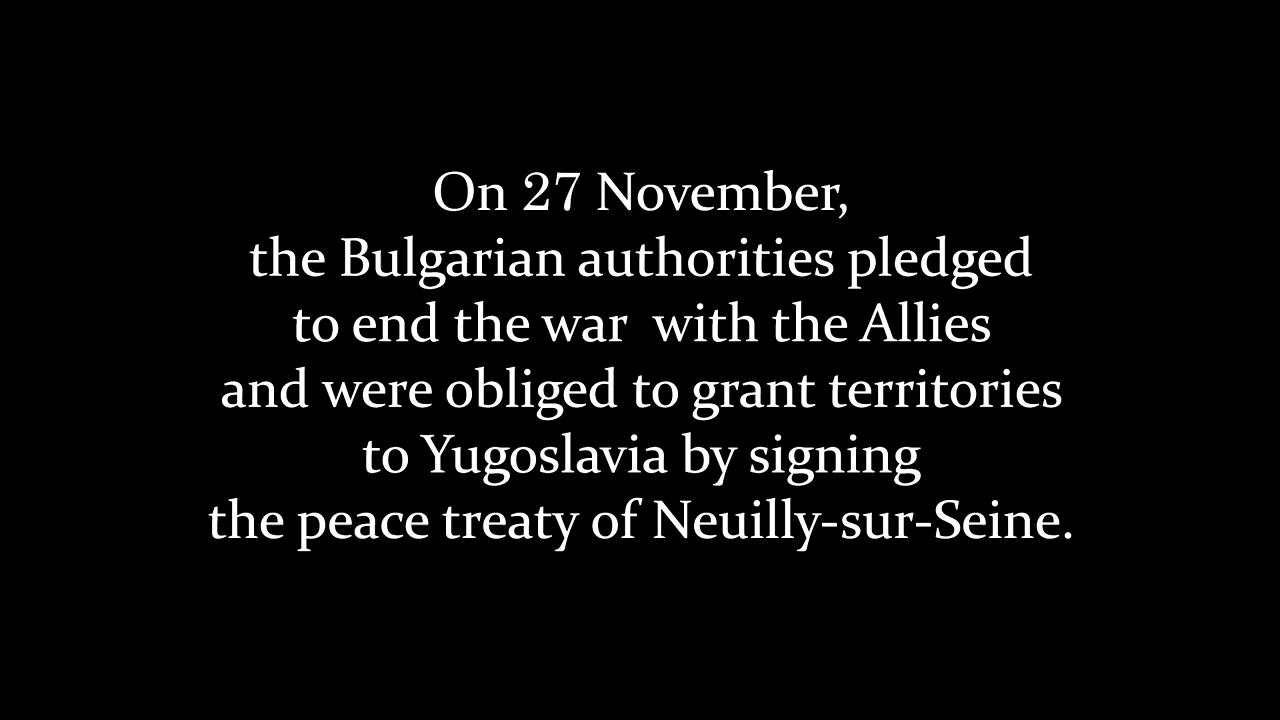 On 27 November,
the Bulgarian authorities pledged
to end the war  with the Allies
and were obliged to grant territories
to Yugoslavia by signing
the peace treaty of Neuilly-sur-Seine.